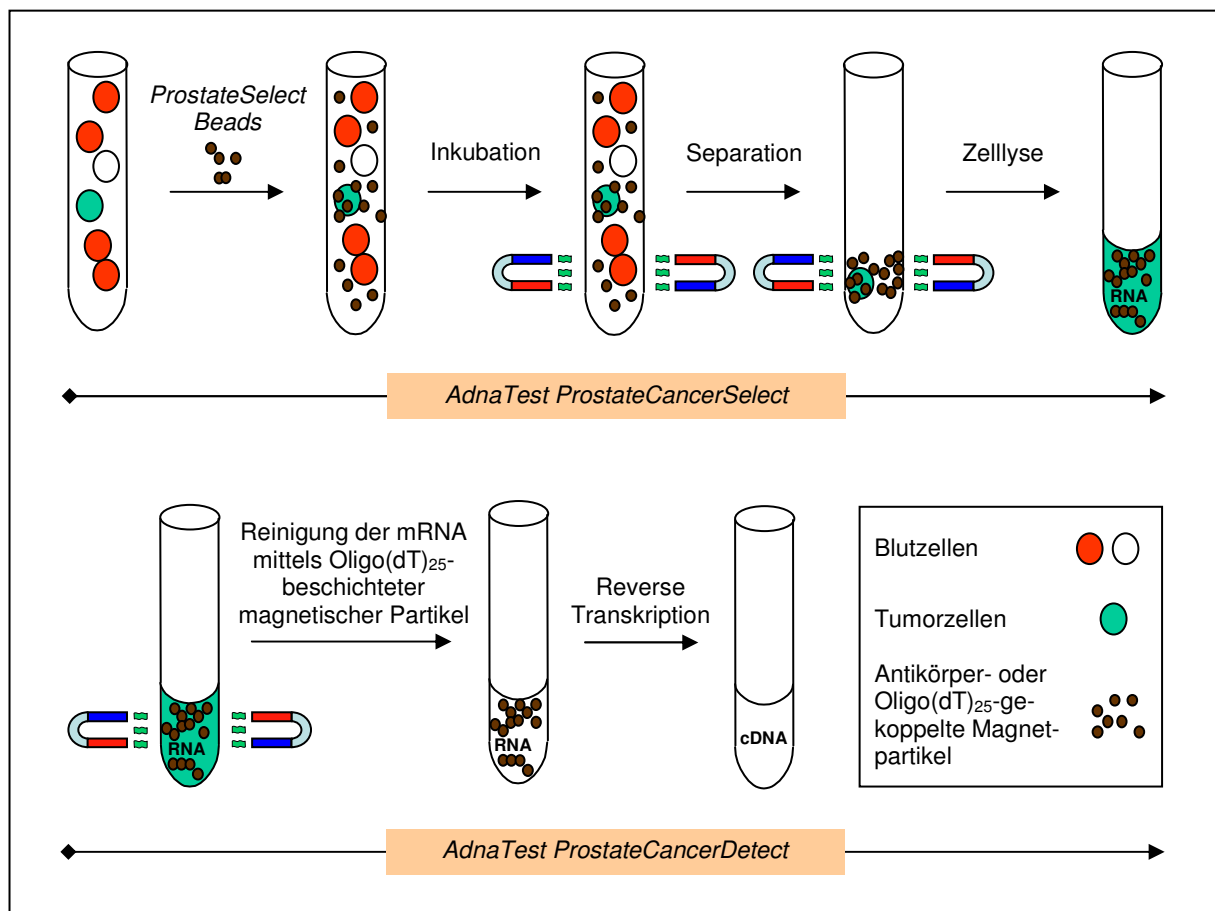 ProstateSelect
Beads
Inkubation
Separation
Zelllyse
RNA
AdnaTest ProstateCancerSelect
Reinigung der mRNA
mittels Oligo(dT)₂₅-
beschichteter
magnetischer Partikel
Reverse
Transkription
RNA
RNA
cDNA
Blutzellen
Tumorzellen
Antikörper- oder
Oligo(dT)₂₅-ge-
koppelte Magnet-
partikel
AdnaTest ProstateCancerDetect